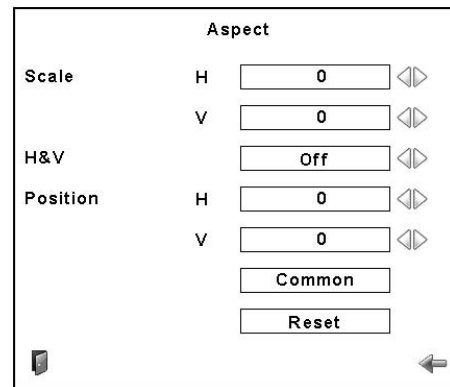 Aspect
Scale H 0
V 0
H&V Off
Position H 0
V 0
Common
Reset